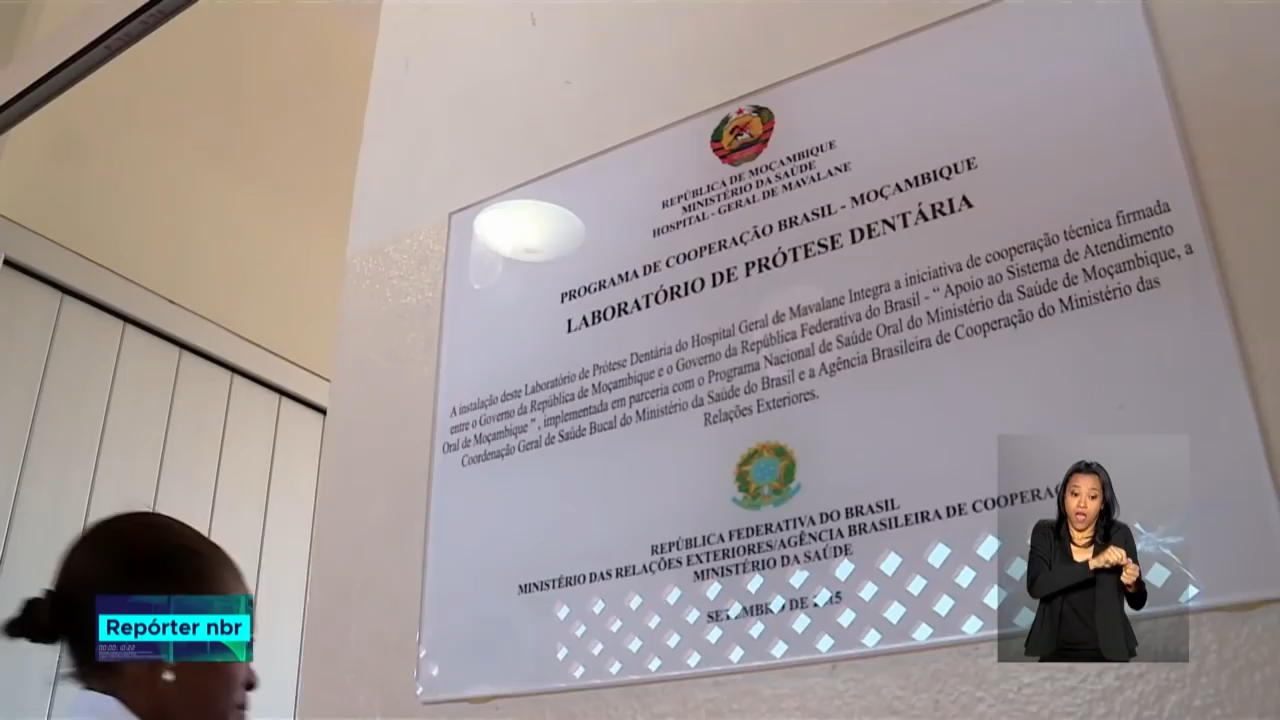 REPÚBLICA DE MOÇAMBIQUE
MINISTÉRIO DA SAÚDE
HOSPITAL - GERAL DE MAVALANE
PROGRAMA DE COOPERAÇÃO BRASIL - MOÇAMBIQUE
LABORATÓRIO DE PRÓTESE DENTÁRIA
A instalação deste Laboratório de Prótese Dentária do Hospital Geral de Mavalane Integra a iniciativa de cooperação técnica firmada
entre o Governo da República de Moçambique e o Governo da República Federativa do Brasil - “ Apoio ao Sistema de Atendimento
Oral de Moçambique ”, implementada em parceria com o Programa Nacional de Saúde Oral do Ministério da Saúde de Moçambique, a
Coordenação Geral de Saúde Bucal do Ministério da Saúde do Brasil e a Agência Brasileira de Cooperação do Ministério das
Relações Exteriores.
REPÚBLICA FEDERATIVA DO BRASIL
MINISTÉRIO DAS RELAÇÕES EXTERIORES/AGÊNCIA BRASILEIRA DE
MINISTÉRIO DA SAÚDE
SETEMBRO DE
Repórter nbr